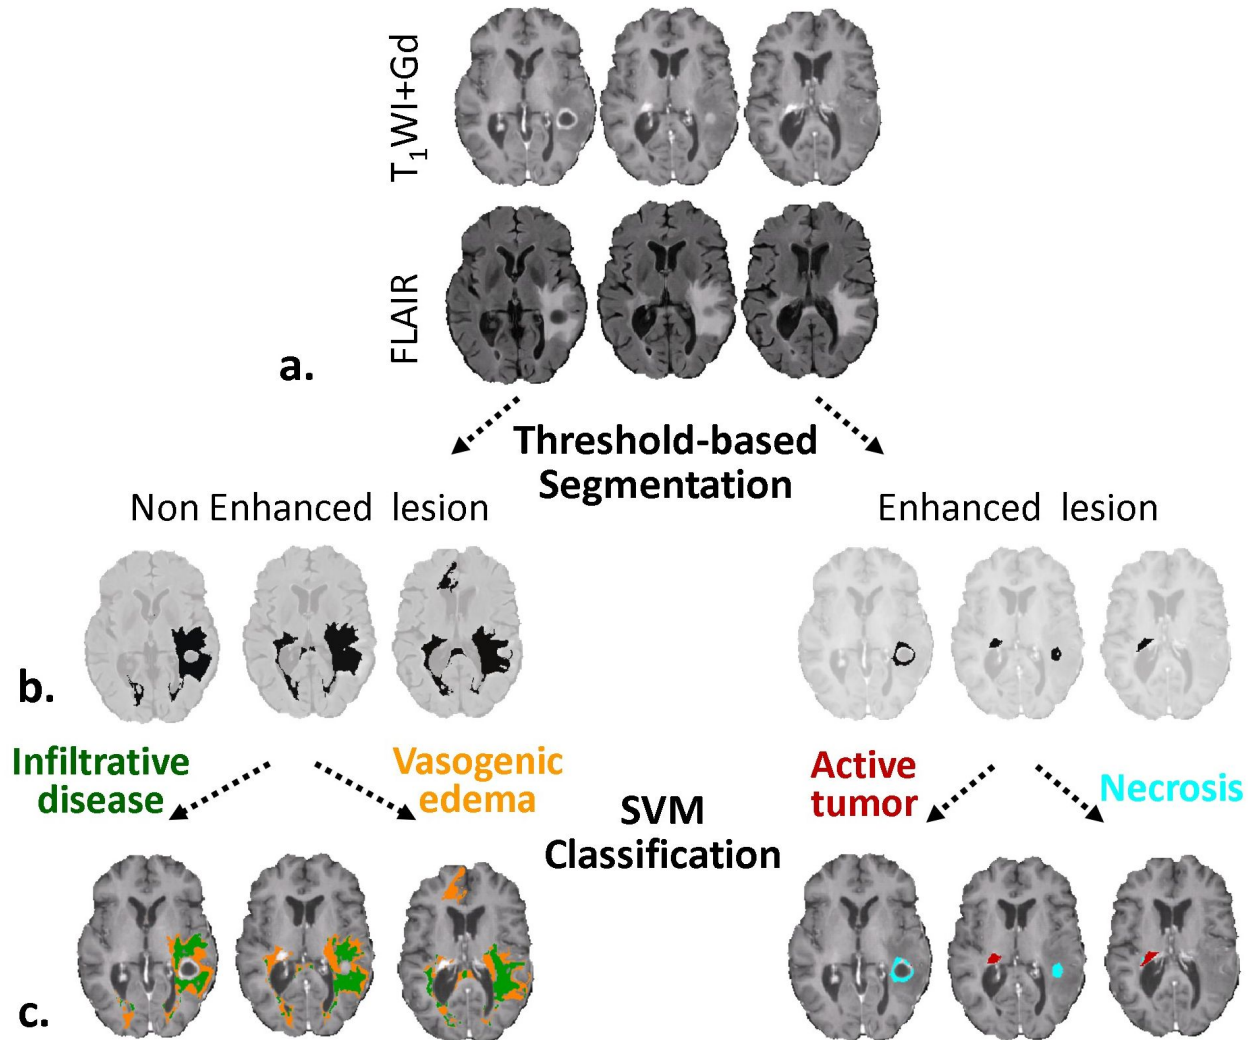 T1WI+Gd
FLAIR
a.
Threshold-based
Segmentation
Non Enhanced lesion
Enhanced lesion
b.
Infiltrative
disease
Vasogenic
edema
SVM
Classification
Active
tumor
Necrosis
c.